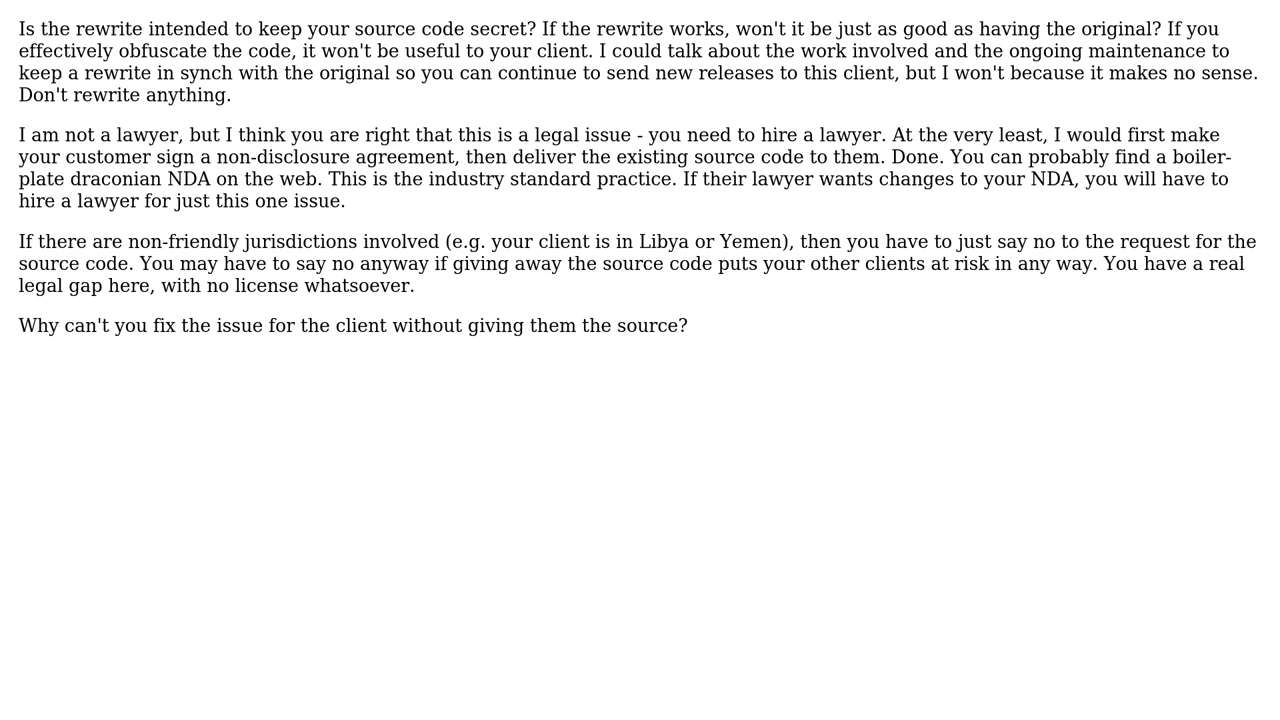 Is the rewrite intended to keep your source code secret? If the rewrite works, won't it be just as good as having the original? If you
effectively obfuscate the code, it won't be useful to your client. I could talk about the work involved and the ongoing maintenance to
keep a rewrite in synch with the original so you can continue to send new releases to this client, but I won't because it makes no sense.
Don't rewrite anything.
I am not a lawyer, but I think you are right that this is a legal issue - you need to hire a lawyer. At the very least, I would first make
your customer sign a non-disclosure agreement, then deliver the existing source code to them. Done. You can probably find a boiler-
plate draconian NDA on the web. This is the industry standard practice. If their lawyer wants changes to your NDA, you will have to
hire a lawyer for just this one issue.
If there are non-friendly jurisdictions involved (e.g. your client is in Libya or Yemen), then you have to just say no to the request for the
source code. You may have to say no anyway if giving away the source code puts your other clients at risk in any way. You have a real
legal gap here, with no license whatsoever.
Why can't you fix the issue for the client without giving them the source?